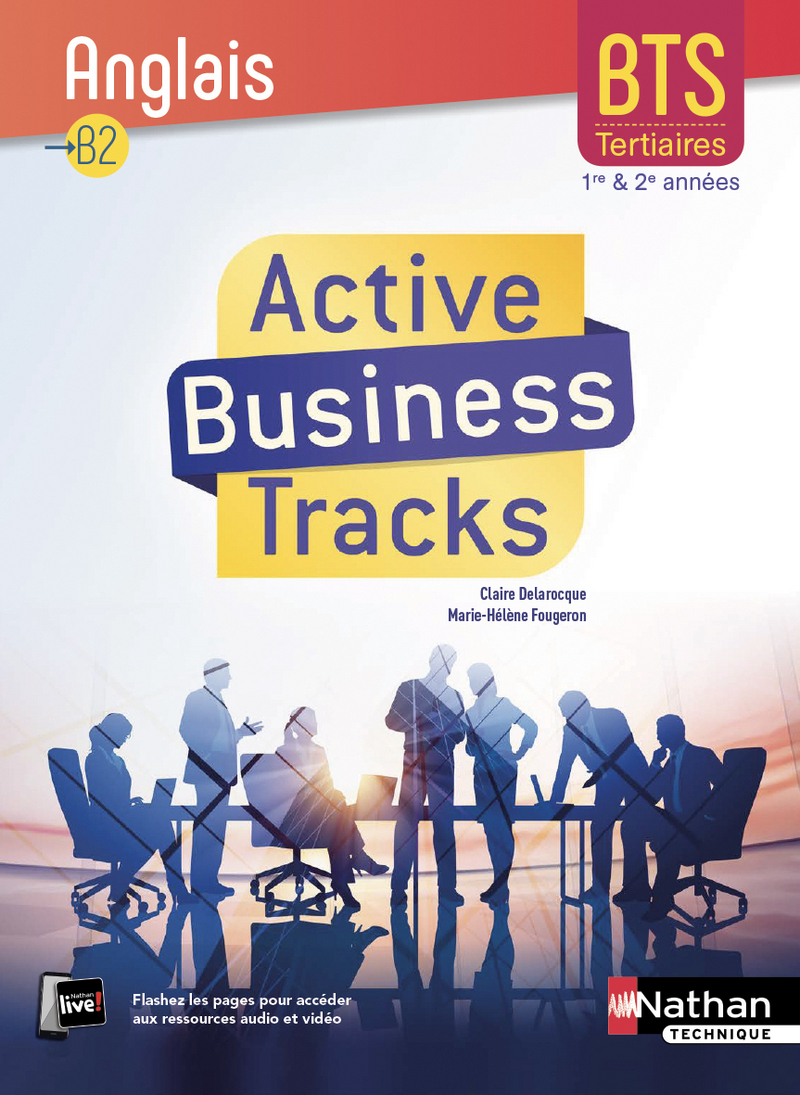 Anglais
→B2
BTS
Tertiaires
1re & 2e années
Active
Business
Tracks
Claire Delarocque
Marie-Hélène Fougeron
Nathan
live!
Flashez les pages pour accéder
aux ressources audio et vidéo
Nathan
TECHNIQUE